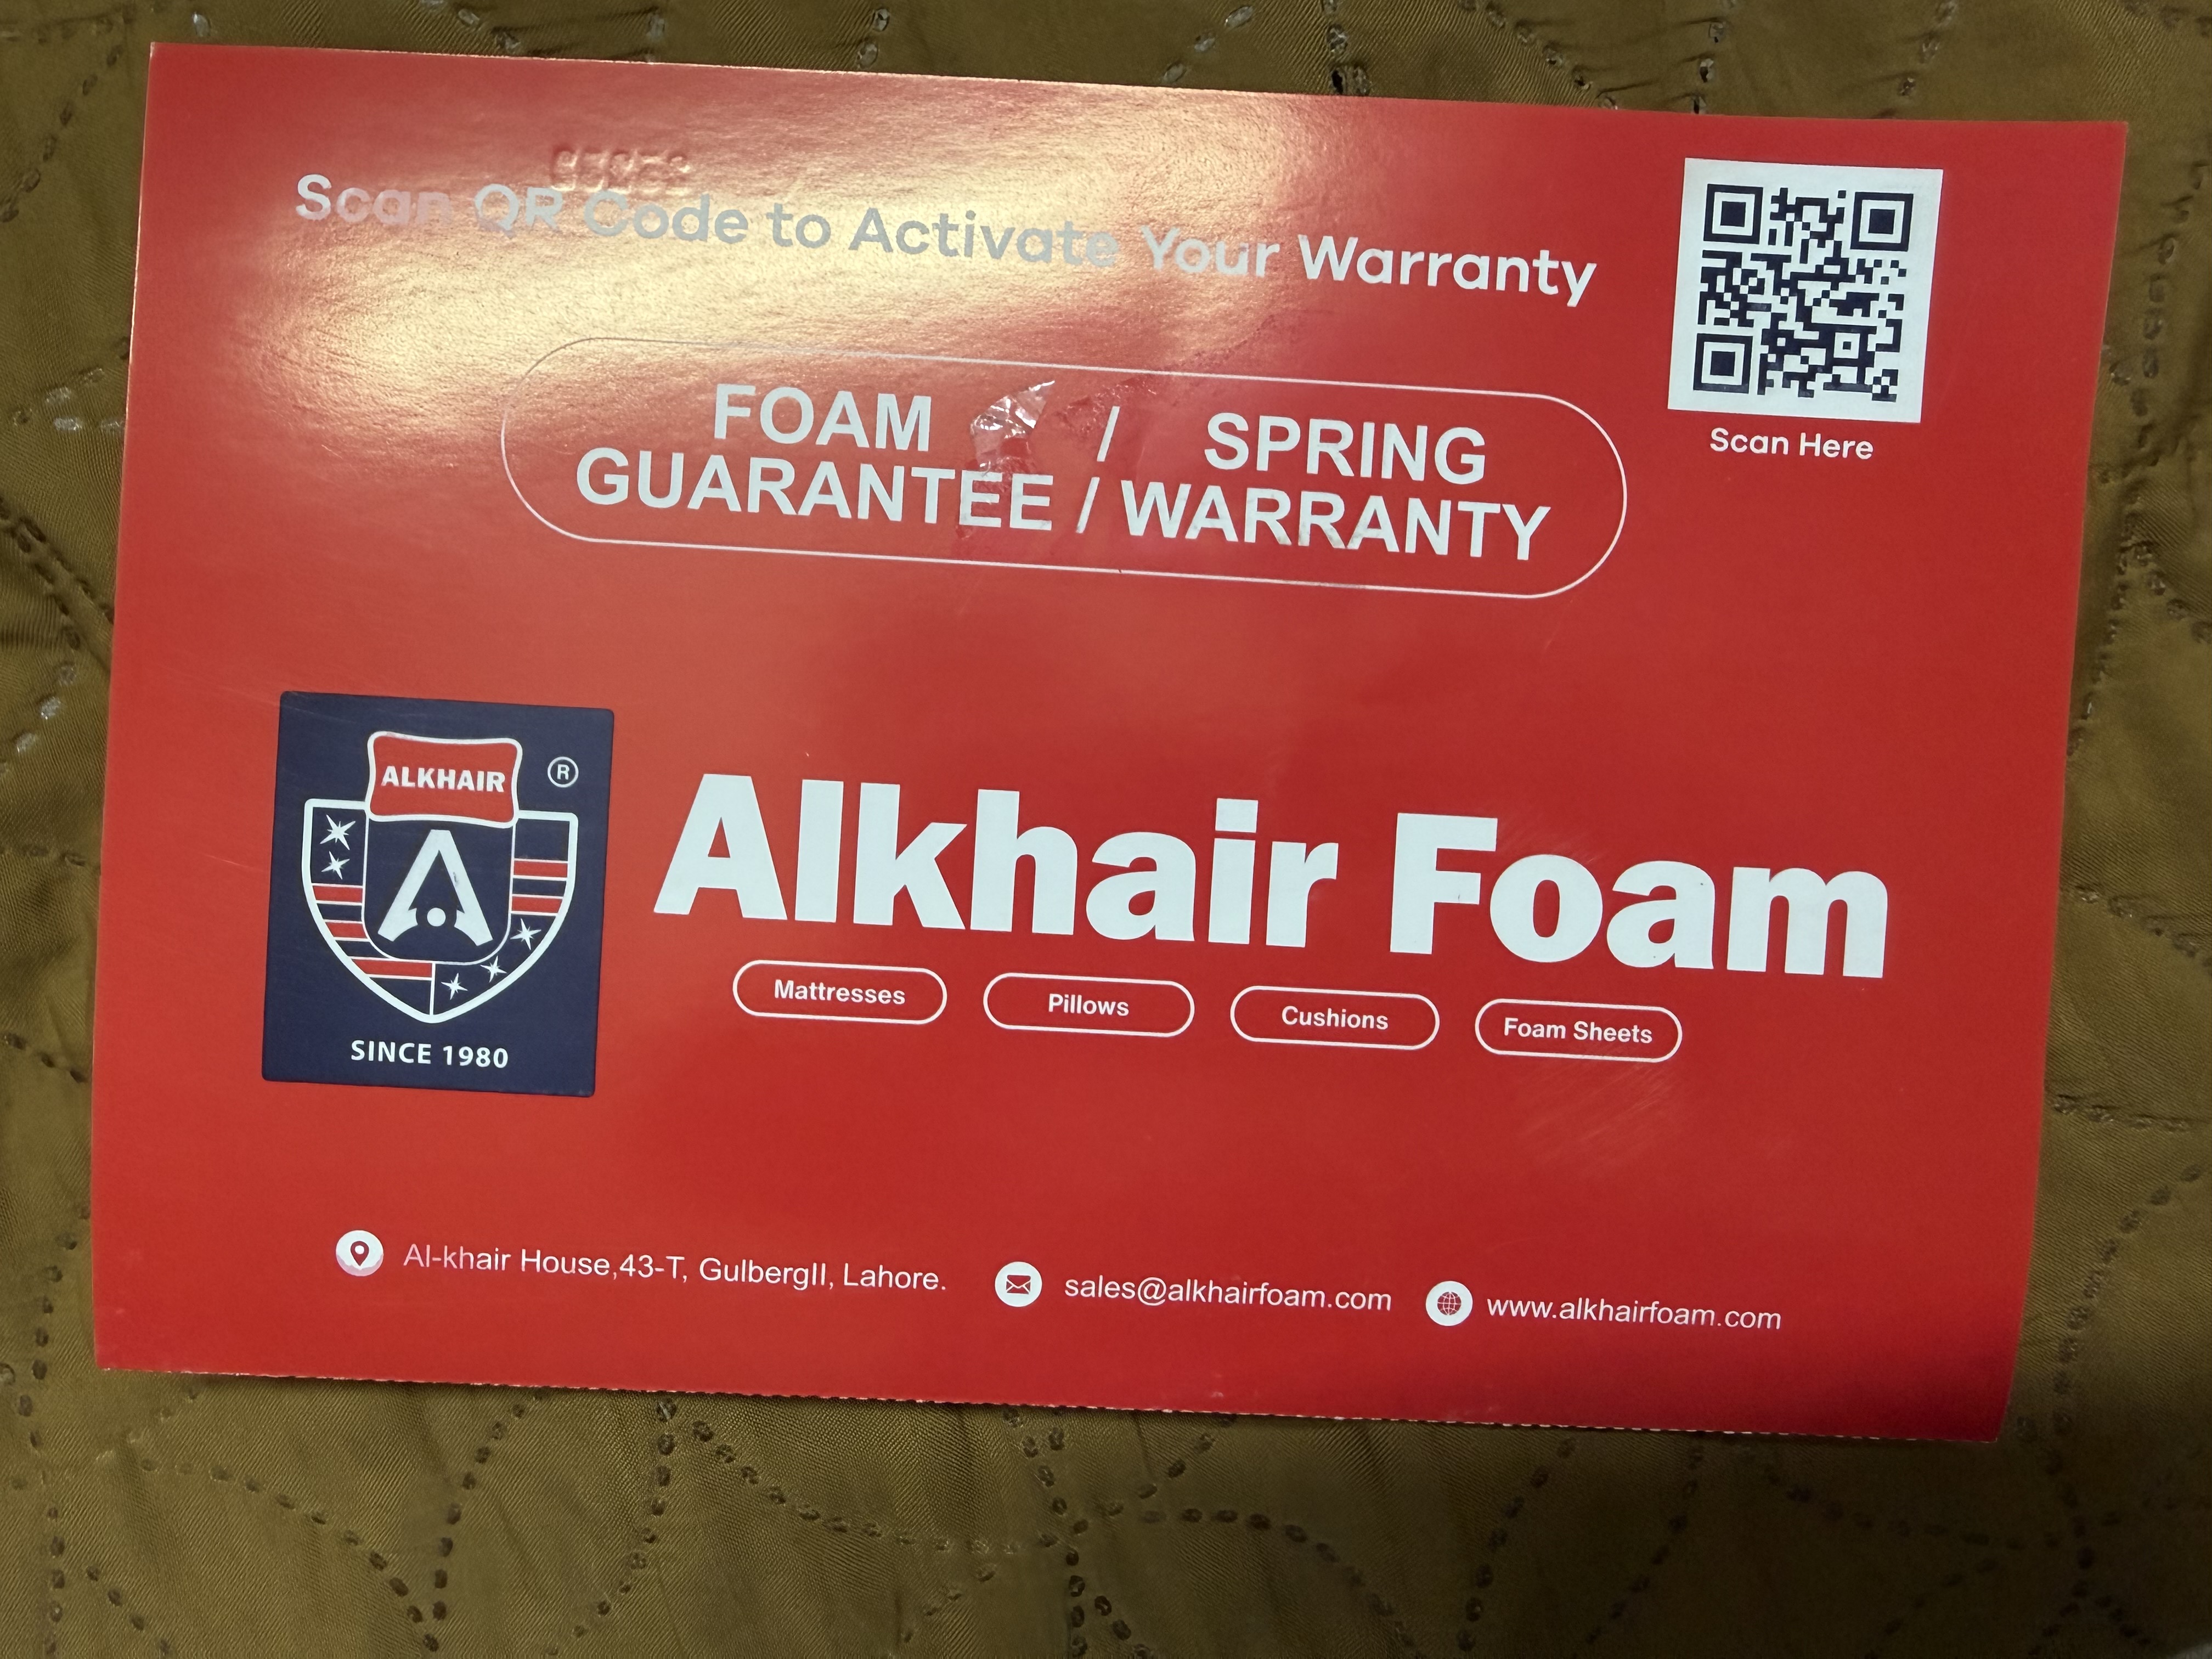 Scan QR Code to Activate Your Warranty
Scan Here
FOAM / SPRING
GUARANTEE / WARRANTY
ALKHAIR
®
A
SINCE 1980
Alkhair Foam
Mattresses Pillows Cushions Foam Sheets
Al-khair House,43-T, GulbergII, Lahore. sales@alkhairfoam.com www.alkhairfoam.com